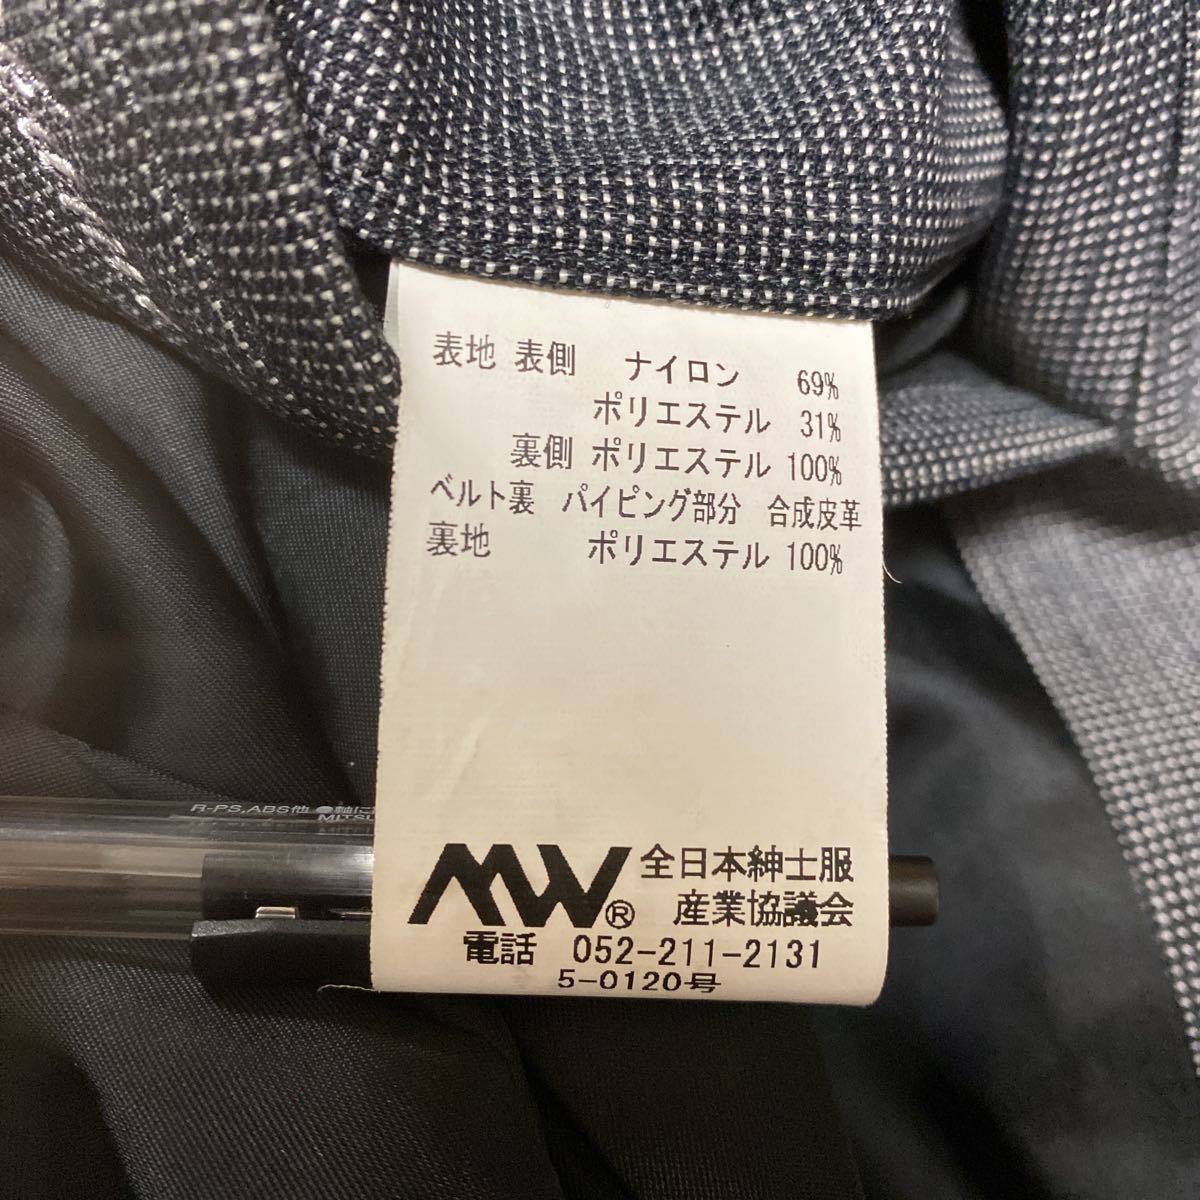 表地 表側 ナイロン 69%
ポリエステル 31%
裏側 ポリエステル 100%
ベルト裏 パイピング部分 合成皮革
裏地 ポリエステル 100%
R-PS,ABS他 ●軸に
MITSU
MW® 全日本紳士服
産業協議会
電話 052-211-2131
5-0120号